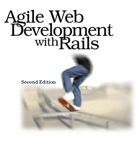 Agile Web
Development
with Rails
Second Edition